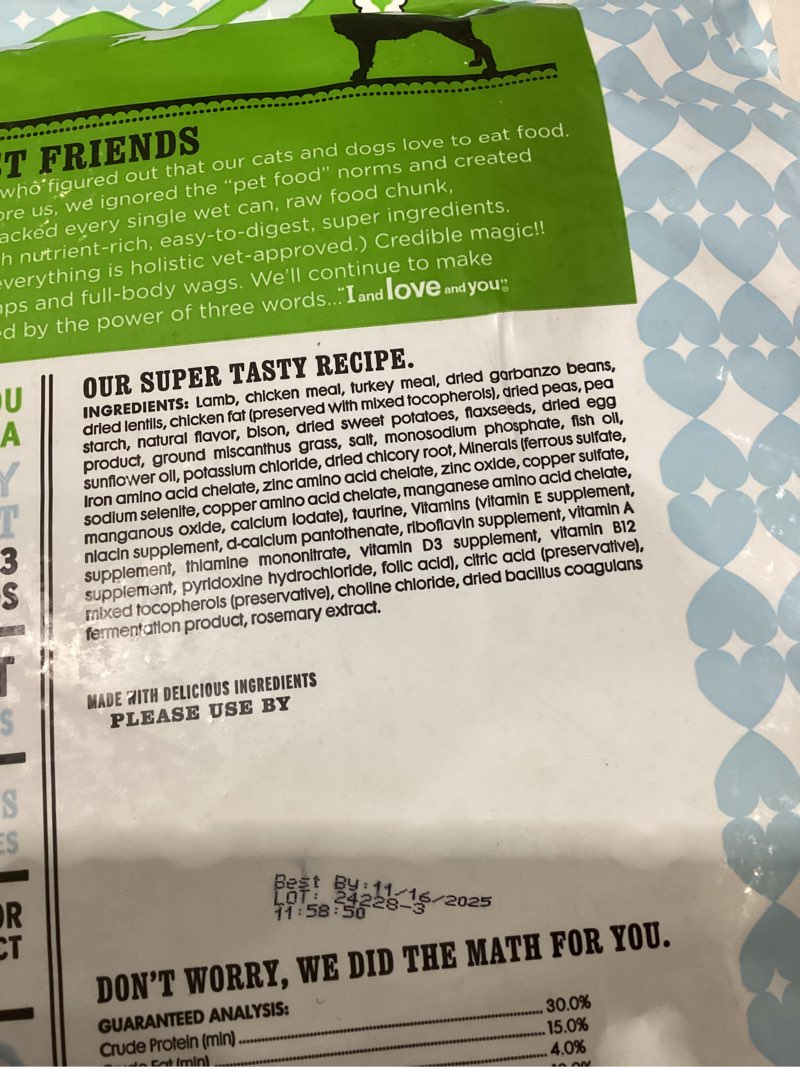 T FRIENDS
who figured out that our cats and dogs love to eat food.
ore us, we ignored the “pet food” norms and created
acked every single wet can, raw food chunk,
h nutrient-rich, easy-to-digest, super ingredients.
everything is holistic vet-approved.) Credible magic!!
ps and full-body wags. We’ll continue to make
d by the power of three words...“I and love and you”®
OUR SUPER TASTY RECIPE.
INGREDIENTS: Lamb, chicken meal, turkey meal, dried garbanzo beans,
dried lentils, chicken fat (preserved with mixed tocopherols), dried peas, pea
starch, natural flavor, bison, dried sweet potatoes, flaxseeds, dried egg
product, ground miscanthus grass, salt, monosodium phosphate, fish oil,
sunflower oil, potassium chloride, dried chicory root, Minerals (ferrous sulfate,
iron amino acid chelate, zinc amino acid chelate, zinc oxide, copper sulfate,
sodium selenite, copper amino acid chelate, manganese amino acid chelate,
manganous oxide, calcium iodate), taurine, Vitamins (vitamin E supplement,
niacin supplement, d-calcium pantothenate, riboflavin supplement, vitamin A
supplement, thiamine mononitrate, vitamin D3 supplement, vitamin B12
supplement, pyridoxine hydrochloride, folic acid), citric acid (preservative),
mixed tocopherols (preservative), choline chloride, dried bacillus coagulans
fermentation product, rosemary extract.
MADE WITH DELICIOUS INGREDIENTS
PLEASE USE BY
Best By:11/16/2025
LOT: 24228-3
11:58:50
DON'T WORRY, WE DID THE MATH FOR YOU.
GUARANTEED ANALYSIS:
Crude Protein (min) 30.0%
Fat (min) 15.0%
4.0%
OU
A
Y
T
3
S
T
S
S
ES
OR
CT